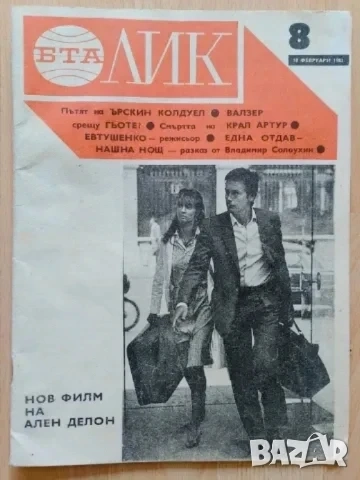 БТА ЛИК
8
Пътят на ЪРСКИН КОЛДУЕЛ ● ВАЛЗЕР
срещу ГЬОТЕ! ● Смъртта на КРАЛ АРТУР ●
ЕВТУШЕНКО — режисьор ● ЕДНА ОТДАВ–
НАШНА НОЩ — разказ от Владимир Солоухин
НОВ ФИЛМ
НА
АЛЕН ДЕЛОН
BAZAR
bg